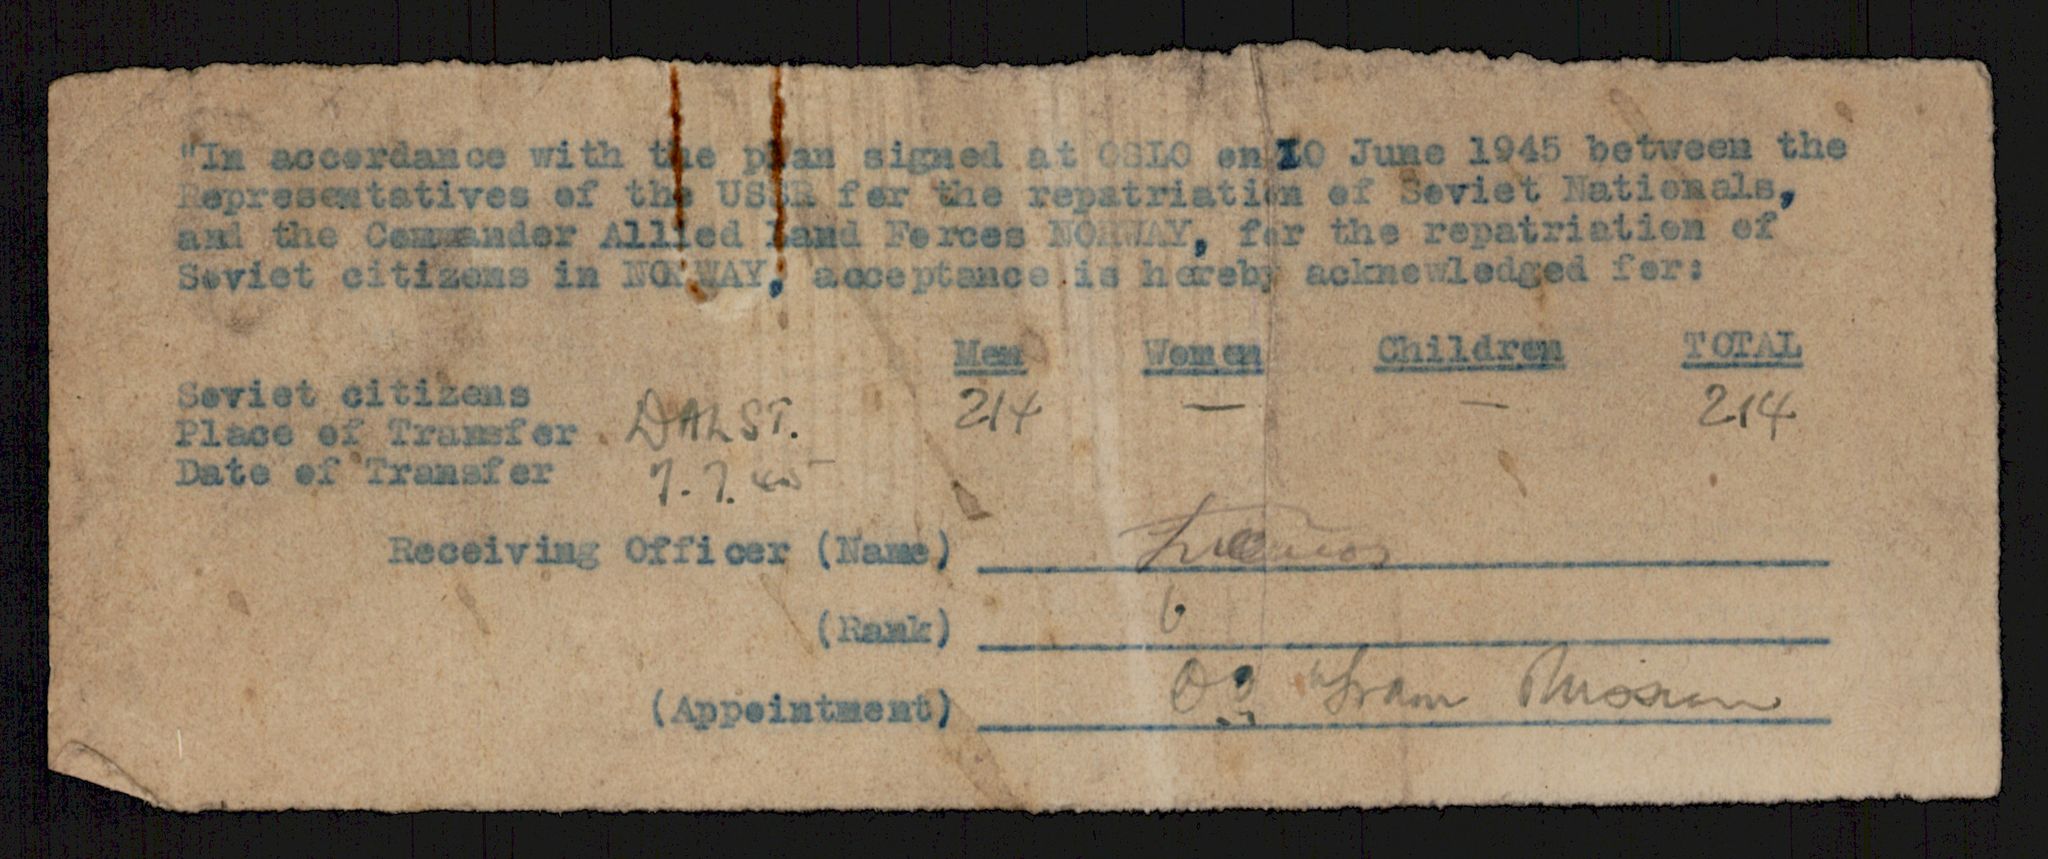 "In accordance with the plan signed at OSLO on 10 June 1945 between the
Representatives of the USSR for the repatriation of Soviet Nationals,
and the Commander Allied Land Forces NORWAY, for the repatriation of
Soviet citizens in NORWAY, acceptance is hereby acknowledged for:
Men Women Children TOTAL
Soviet citizens 214 — — 214
Place of Transfer DALST.
Date of Transfer 7.7.45
Receiving Officer (Name)
(Rank)
(Appointment) Russian